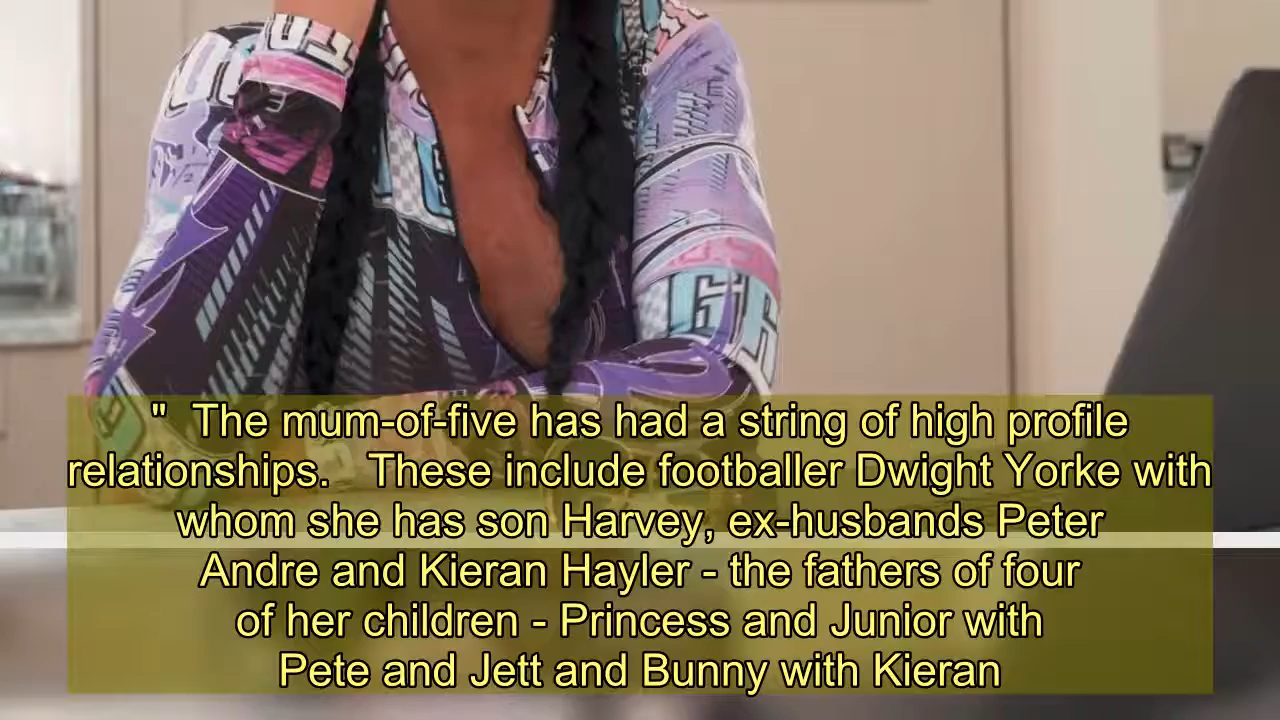 " The mum-of-five has had a string of high profile
relationships. These include footballer Dwight Yorke with
whom she has son Harvey, ex-husbands Peter
Andre and Kieran Hayler - the fathers of four
of her children - Princess and Junior with
Pete and Jett and Bunny with Kieran